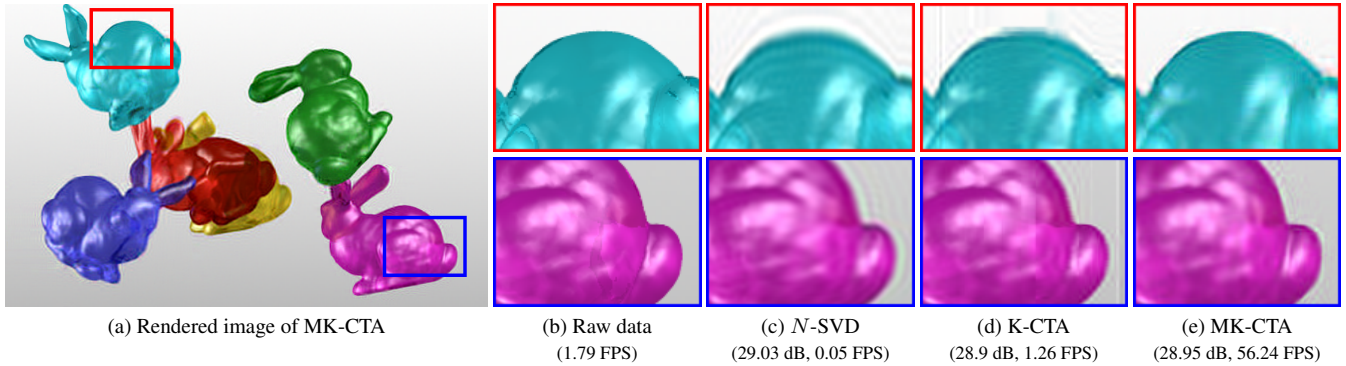 (a) Rendered image of MK-CTA
(b) Raw data
(1.79 FPS)
(c) N-SVD
(29.03 dB, 0.05 FPS)
(d) K-CTA
(28.9 dB, 1.26 FPS)
(e) MK-CTA
(28.95 dB, 56.24 FPS)